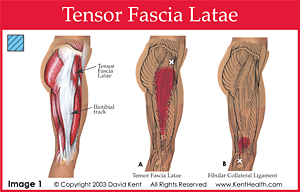 Tensor Fascia Latae
Tensor
Fascia
Latae
Iliotibial
track
X
X
A
B
Tensor Fascia Latae
Fibular Collateral Ligament
Image 1
© Copyright 2003 David Kent
All Rights Reserved
www.KentHealth.com